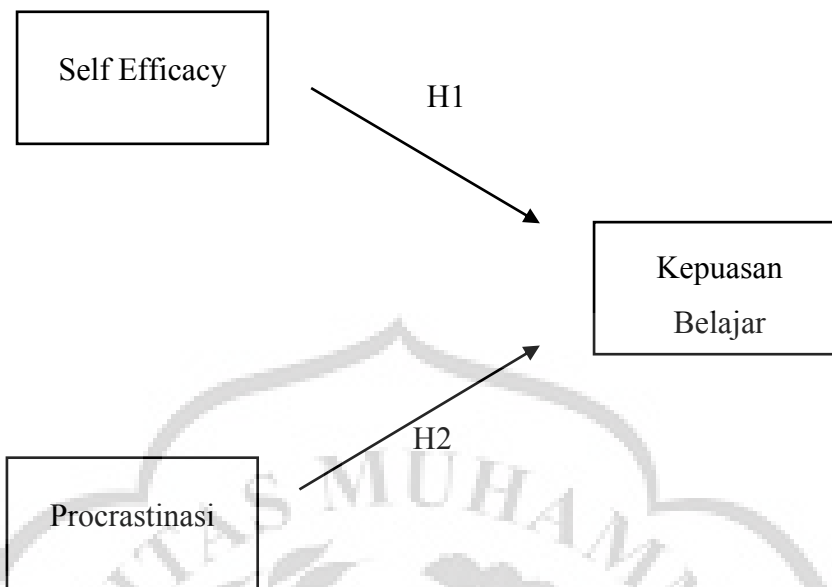 Self Efficacy
H1
Kepuasan
Belajar
H2
Procrastinasi